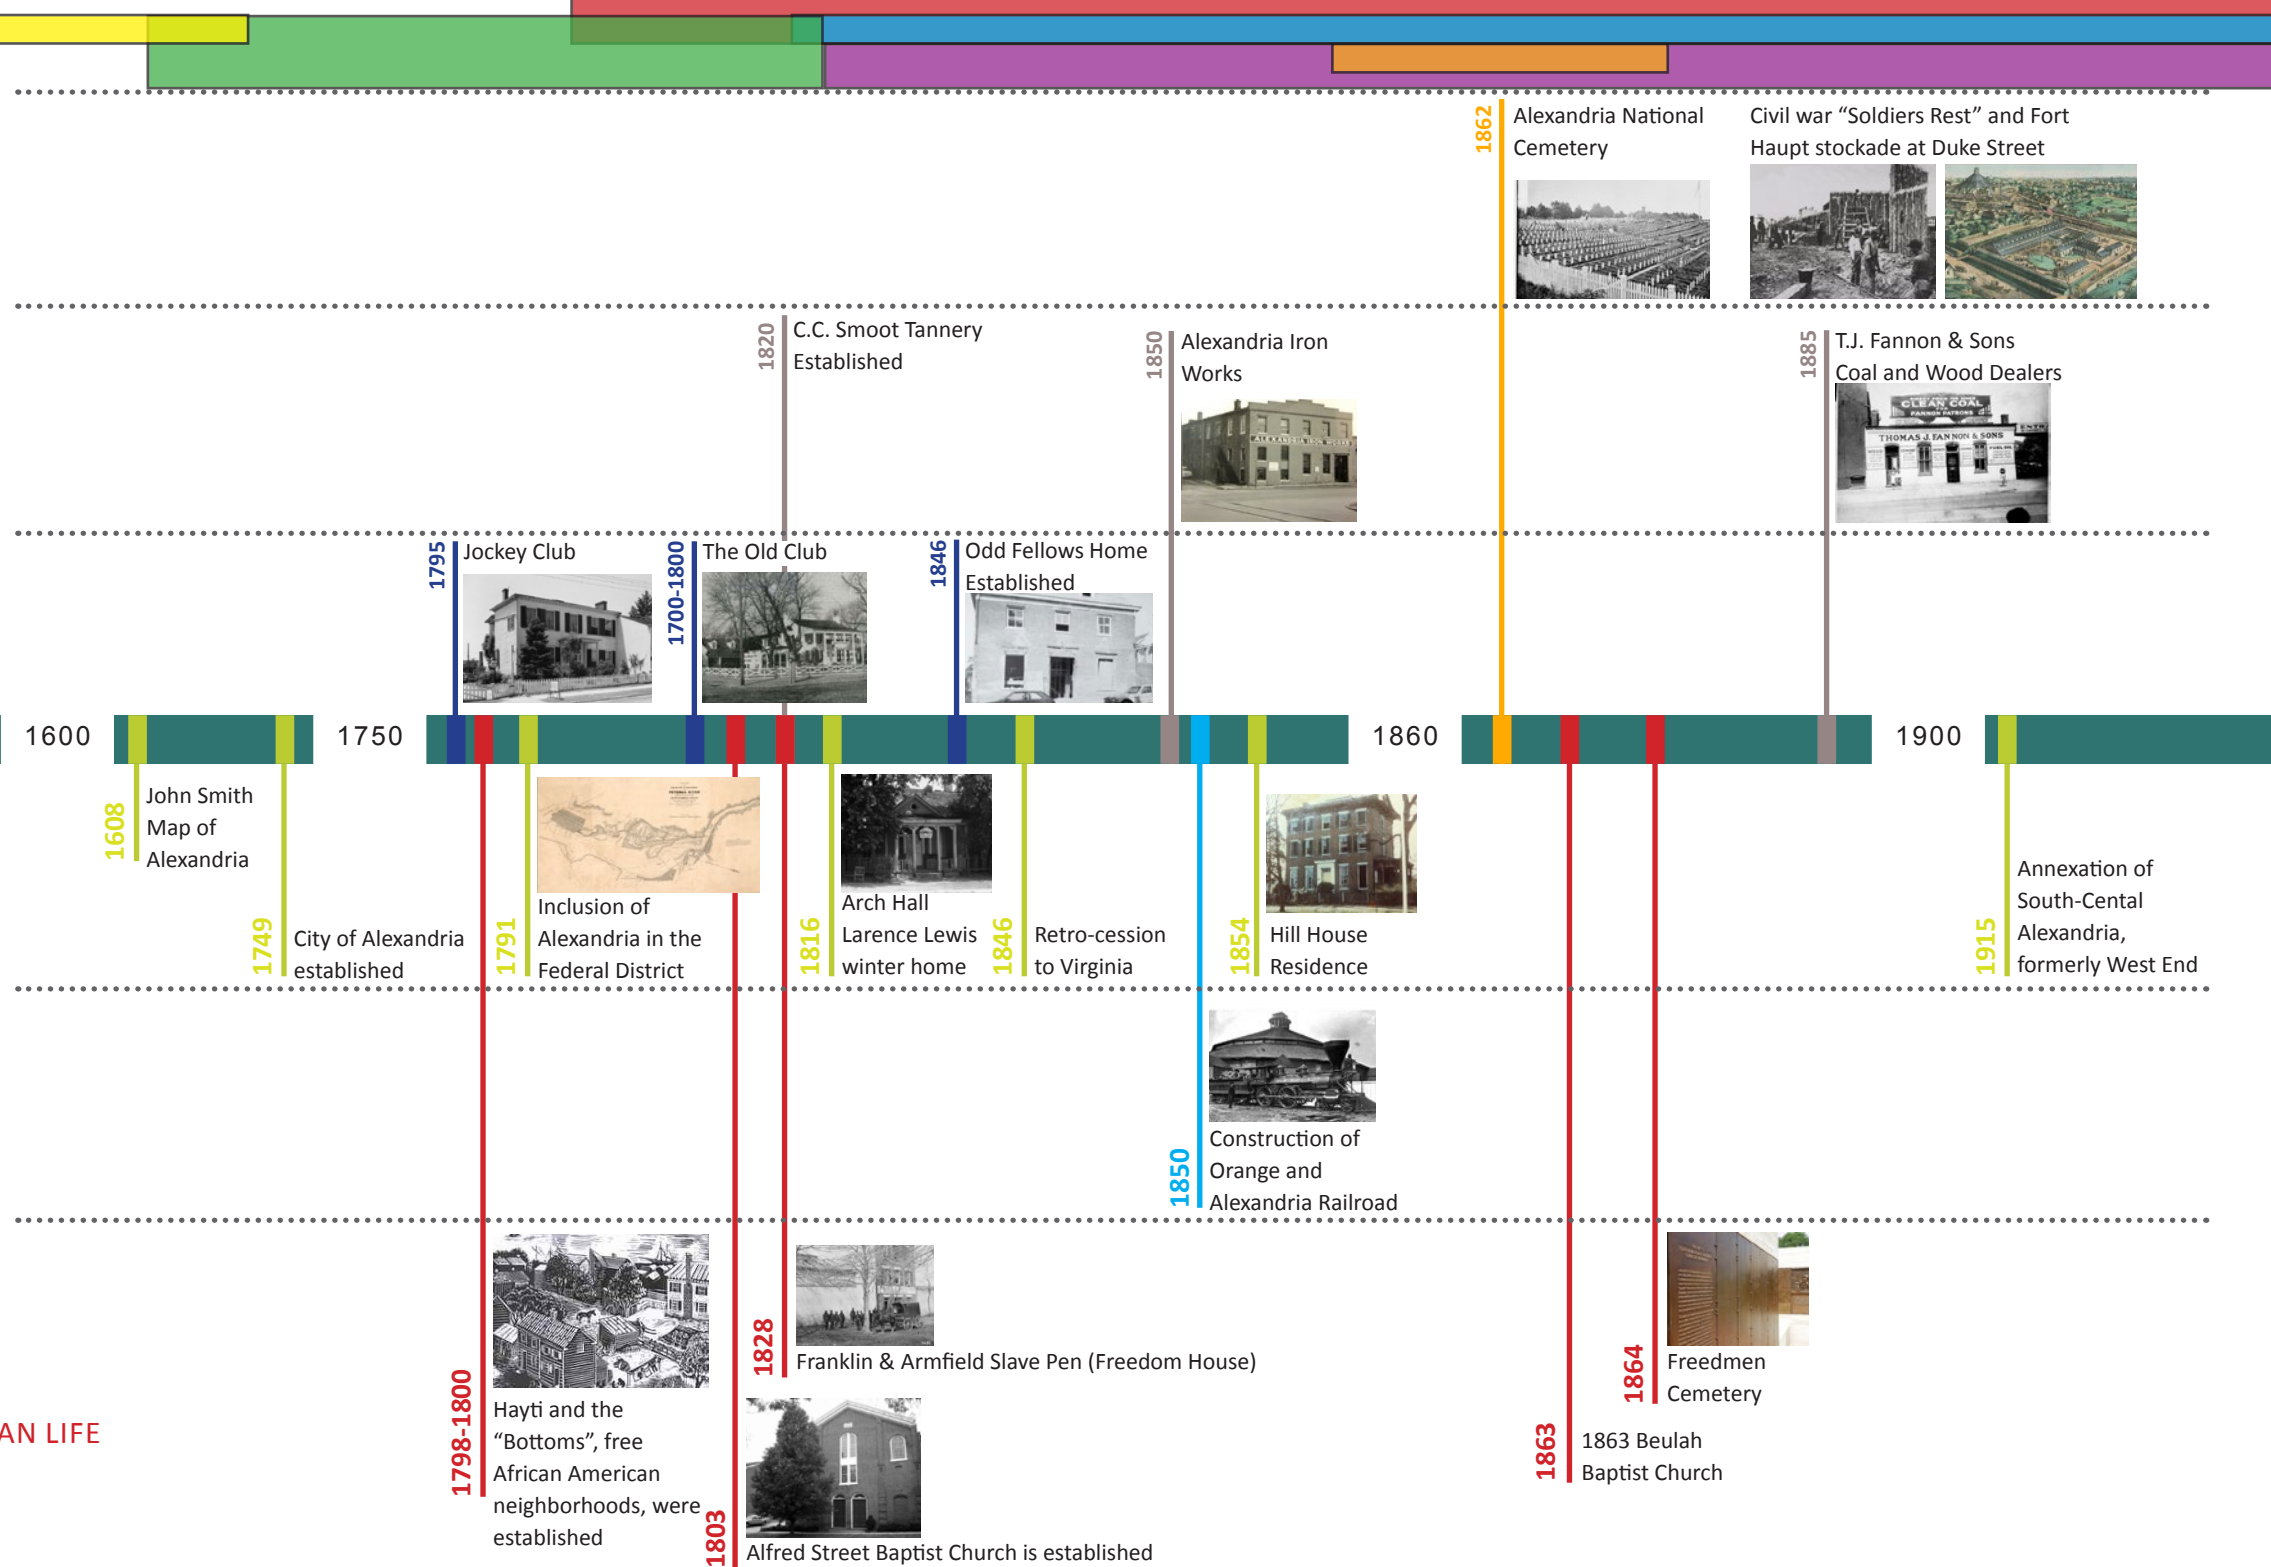 1862
Alexandria National
Cemetery
Civil war “Soldiers Rest” and Fort
Haupt stockade at Duke Street
1820
C.C. Smoot Tannery
Established
1850
Alexandria Iron
Works
ALEXANDRIA IRON WORKS
1885
T.J. Fannon & Sons
Coal and Wood Dealers
CLEAN COAL
FANNON PATRONS
THOMAS J. FANNON & SONS
1795
Jockey Club
1700-1800
The Old Club
1846
Odd Fellows Home
Established
1600
1750
1860
1900
1608
John Smith
Map of
Alexandria
1749
City of Alexandria
established
1791
Inclusion of
Alexandria in the
Federal District
1816
Arch Hall
Larence Lewis
winter home
1846
Retro-cession
to Virginia
1854
Hill House
Residence
1915
Annexation of
South-Cental
Alexandria,
formerly West End
1850
Construction of
Orange and
Alexandria Railroad
AN LIFE
1798-1800
Hayti and the
“Bottoms”, free
African American
neighborhoods, were
established
1828
Franklin & Armfield Slave Pen (Freedom House)
1803
Alfred Street Baptist Church is established
1863
1863 Beulah
Baptist Church
1864
Freedmen
Cemetery